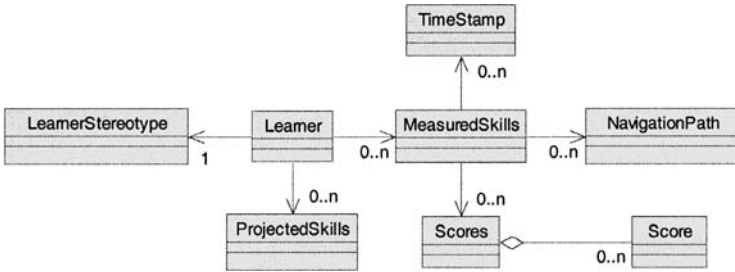 TimeStamp
0..n
LearnerStereotype
Learner
MeasuredSkills
NavigationPath
1
0..n
0..n
0..n
0..n
ProjectedSkills
Scores
Score
0..n